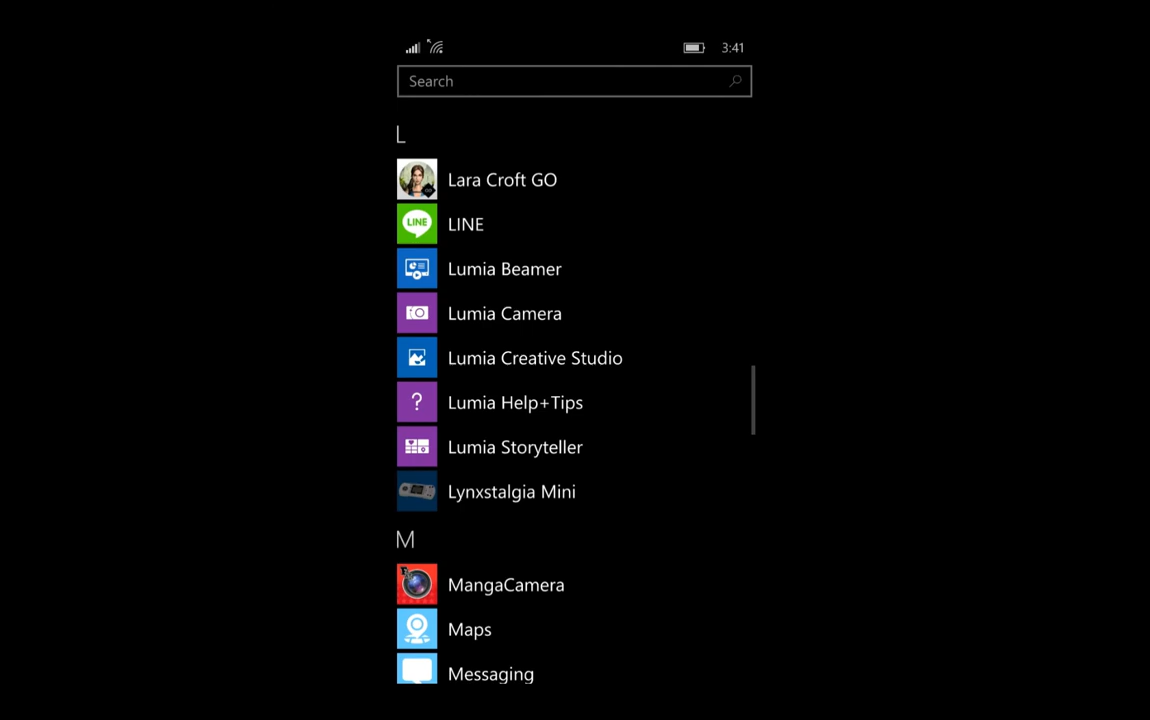 3:41
Search
L
Lara Croft GO
LINE
LINE
Lumia Beamer
Lumia Camera
Lumia Creative Studio
?
Lumia Help+Tips
Lumia Storyteller
Lynxstalgia Mini
M
MangaCamera
Maps
Messaging